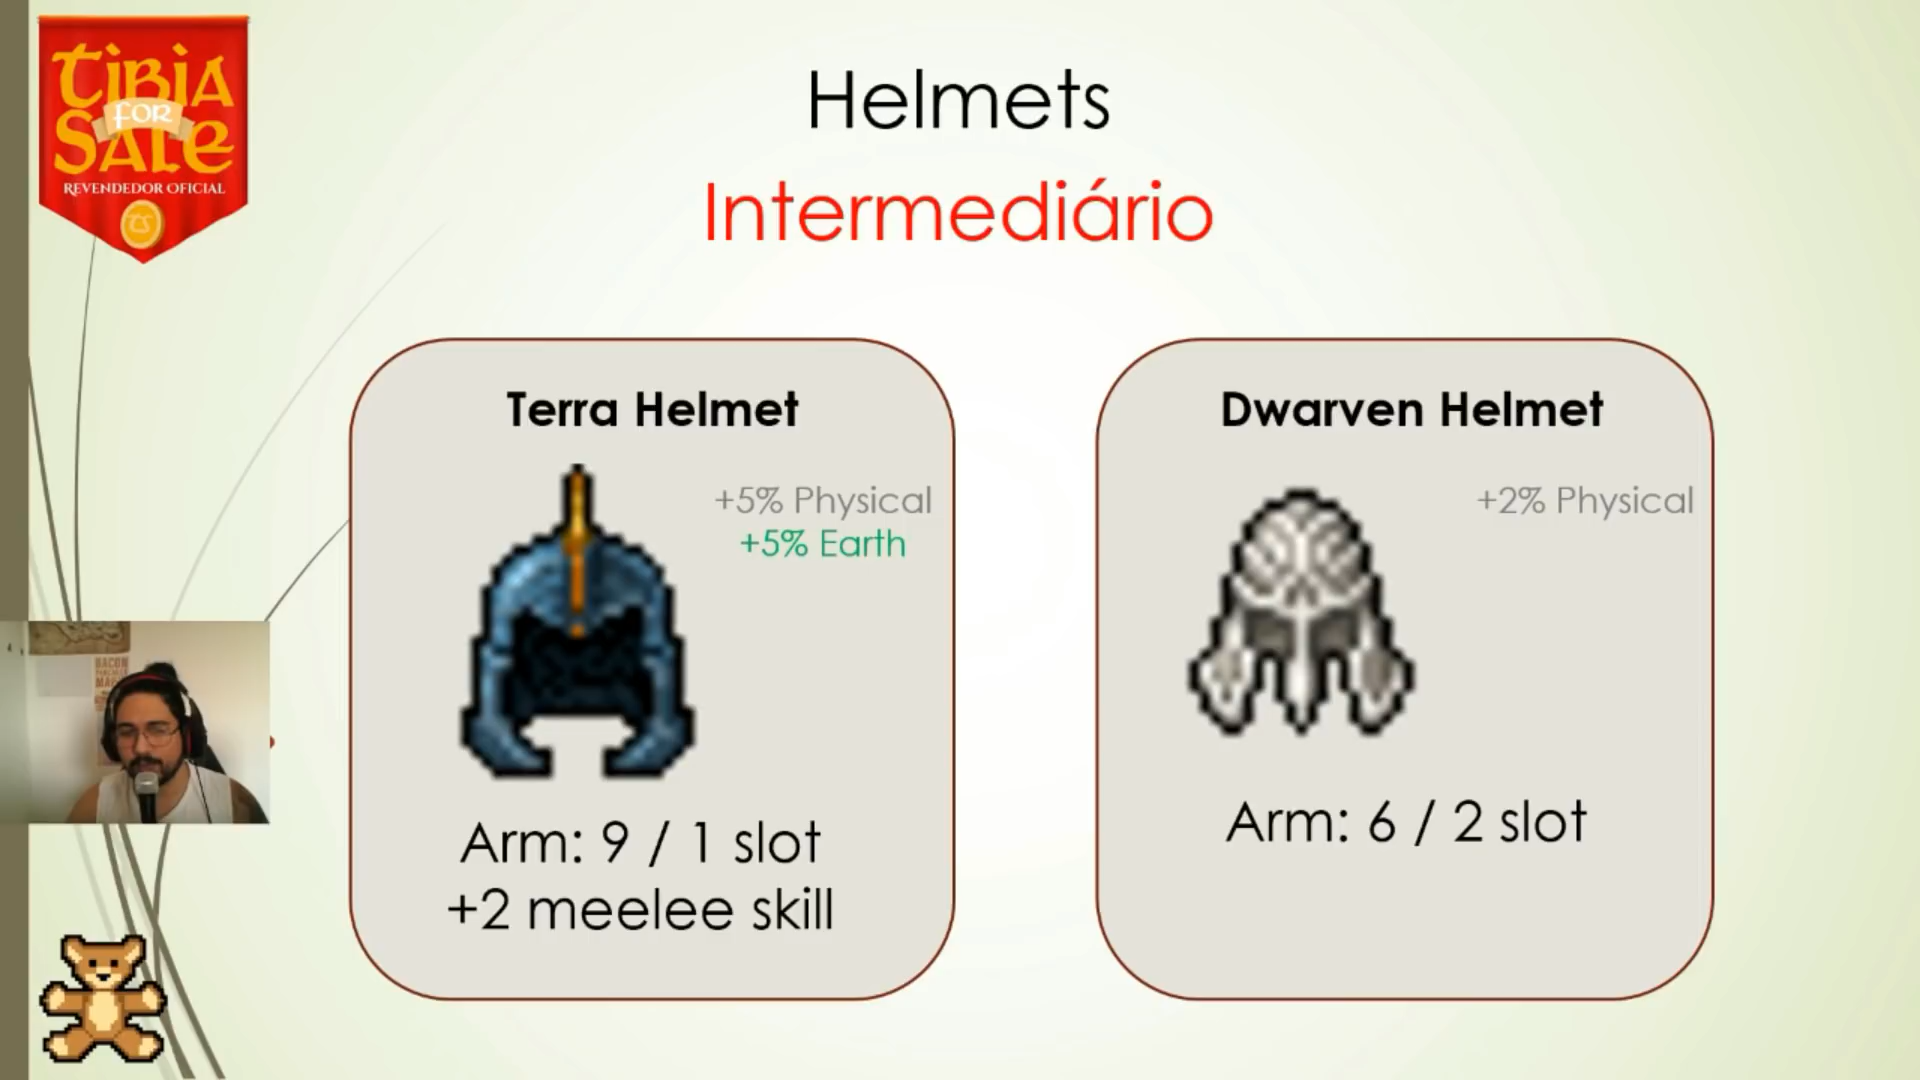 TIBIA
FOR
SALE
REVENDEDOR OFICIAL
Helmets
Intermediário
Terra Helmet
+5% Physical
+5% Earth
Arm: 9 / 1 slot
+2 meelee skill
Dwarven Helmet
+2% Physical
Arm: 6 / 2 slot
BACON